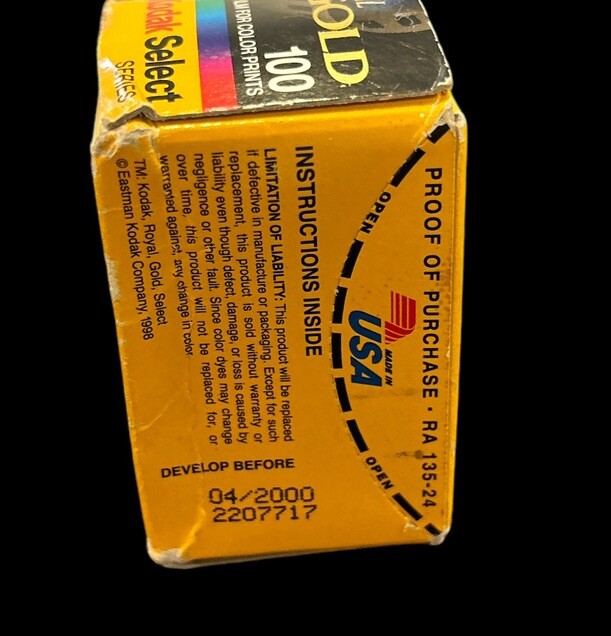 L
GOLD
100
LM FOR COLOR PRINTS
Kodak Select
SERIES
PROOF OF PURCHASE • RA 135-24
OPEN
MADE IN
USA
OPEN
INSTRUCTIONS INSIDE
LIMITATION OF LIABILITY: This product will be replaced
if defective in manufacture or packaging. Except for such
replacement, this product is sold without warranty or
liability even though defect, damage, or loss is caused by
negligence or other fault. Since color dyes may change
over time, this product will not be replaced for, or
warranted against, any change in color.
TM: Kodak, Royal, Gold, Select
© Eastman Kodak Company, 1998
DEVELOP BEFORE
04/2000
2207717